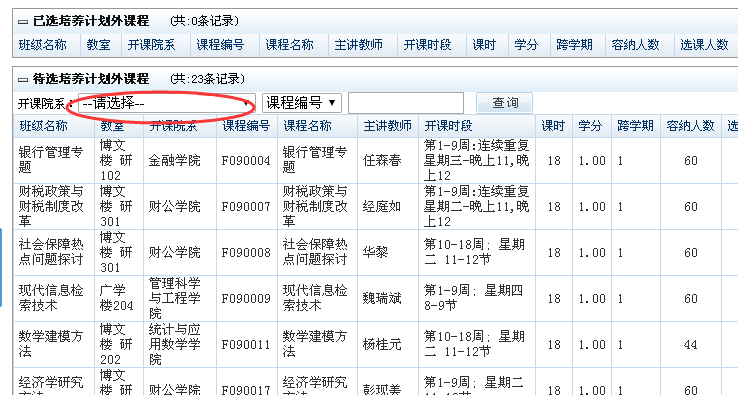 已选培养计划外课程 (共:0条记录)
班级名称 教室 开课院系 课程编号 课程名称 主讲教师 开课时段 课时 学分 跨学期 容纳人数 选课人数
待选培养计划外课程 (共:23条记录)
开课院系： --请选择-- 课程编号 查询
班级名称 教室 开课院系 课程编号 课程名称 主讲教师 开课时段 课时 学分 跨学期 容纳人数
银行管理专题 博文楼 研102 金融学院 F090004 银行管理专题 任森春 第1-9周:连续重复 星期三-晚上11,晚上12 18 1.00 1 60
财税政策与财税制度改革 博文楼 研301 财公学院 F090007 财税政策与财税制度改革 经庭如 第1-9周:连续重复 星期二-晚上11,晚上12 18 1.00 1 60
社会保障热点问题探讨 博文楼 研301 财公学院 F090008 社会保障热点问题探讨 华黎 第10-18周; 星期二 11-12节 18 1.00 1 60
现代信息检索技术 广学楼204 管理科学与工程学院 F090009 现代信息检索技术 魏瑞斌 第1-9周; 星期四 8-9节 18 1.00 1 60
数学建模方法 博文楼 研202 统计与应用数学学院 F090011 数学建模方法 杨桂元 第10-18周; 星期二 11-12节 18 1.00 1 44
经济学研究 博文楼 研 财公学院 F090017 经济学研究 彭现美 第1-9周; 星期二 18 1.00 1 60